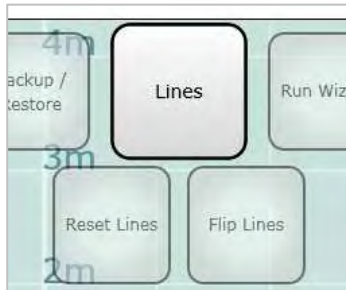 4m
ackup /
estore
Lines
Run Wiz
3m
Reset Lines
Flip Lines
2m